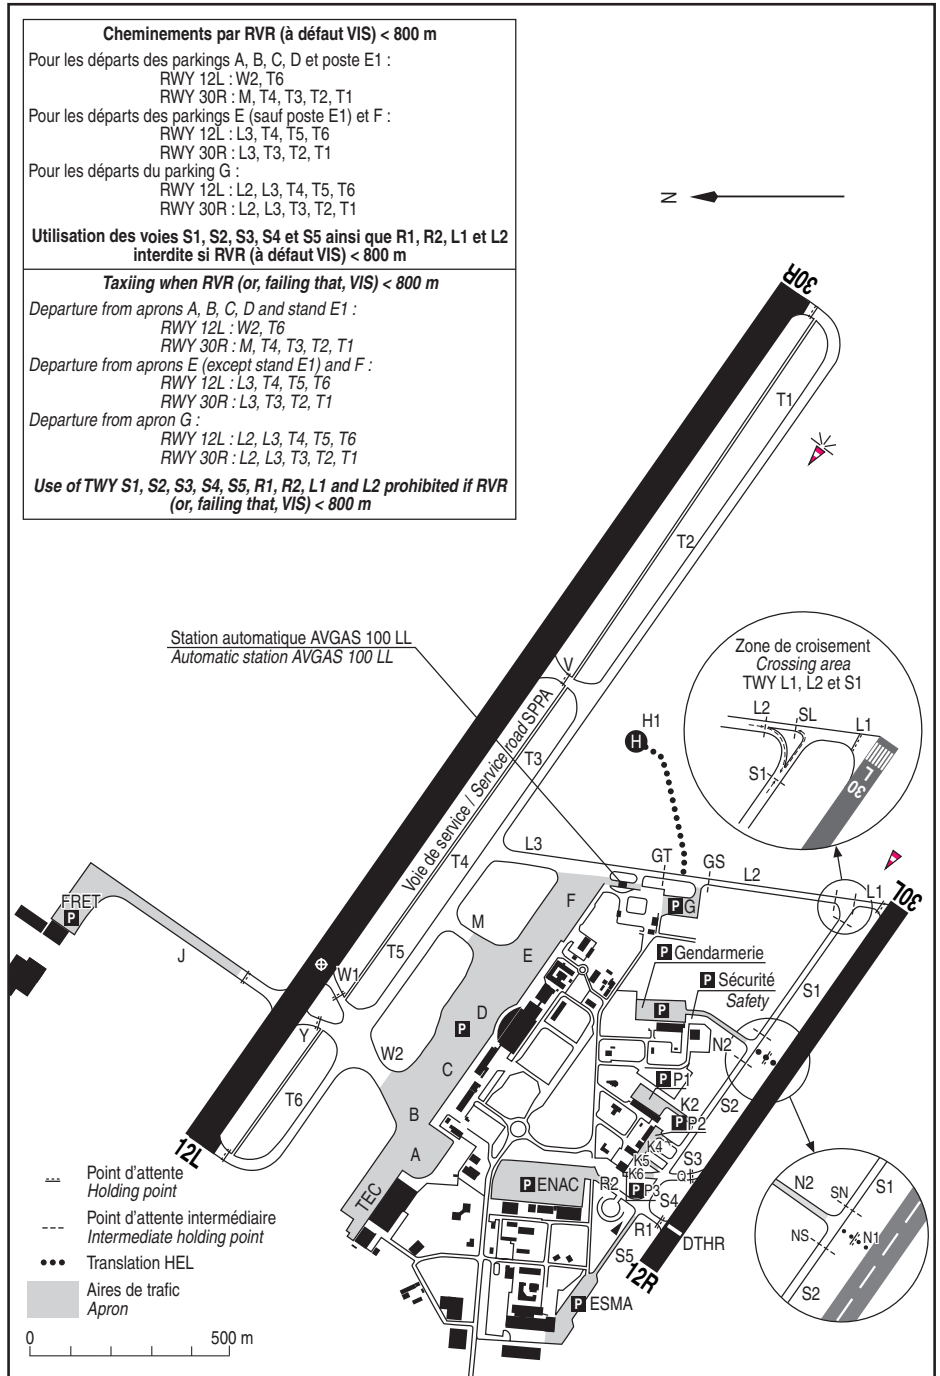 Cheminements par RVR (à défaut VIS) < 800 m
Pour les départs des parkings A, B, C, D et poste E1 :
RWY 12L : W2, T6
RWY 30R : M, T4, T3, T2, T1
Pour les départs des parkings E (sauf poste E1) et F :
RWY 12L : L3, T4, T5, T6
RWY 30R : L3, T3, T2, T1
Pour les départs du parking G :
RWY 12L : L2, L3, T4, T5, T6
RWY 30R : L2, L3, T3, T2, T1
Utilisation des voies S1, S2, S3, S4 et S5 ainsi que R1, R2, L1 et L2
interdite si RVR (à défaut VIS) < 800 m
Taxiing when RVR (or, failing that, VIS) < 800 m
Departure from aprons A, B, C, D and stand E1 :
RWY 12L : W2, T6
RWY 30R : M, T4, T3, T2, T1
Departure from aprons E (except stand E1) and F :
RWY 12L : L3, T4, T5, T6
RWY 30R : L3, T3, T2, T1
Departure from apron G :
RWY 12L : L2, L3, T4, T5, T6
RWY 30R : L2, L3, T3, T2, T1
Use of TWY S1, S2, S3, S4, S5, R1, R2, L1 and L2 prohibited if RVR
(or, failing that, VIS) < 800 m
N
30R
T1
T2
Station automatique AVGAS 100 LL
Automatic station AVGAS 100 LL
V
Voie de service / Service road SPPA
T3
H1
H
Zone de croisement
Crossing area
TWY L1, L2 et S1
L2
SL
L1
S1
30 L
T4
L3
GT
GS
L2
L1
30L
FRET
P
J
M
F
P G
E
T5
W1
D
P
P Gendarmerie
P
P Sécurité
Safety
S1
Y
W2
C
N2
T6
B
P P1
K2
S2
P P2
12L
A
K4
K5
K6
S3
Q
TEC
P ENAC
R2
P P3
S4
R1
DTHR
S5
12R
P ESMA
N2
SN
S1
NS
N1
S2
Point d'attente
Holding point
Point d'attente intermédiaire
Intermediate holding point
Translation HEL
Aires de trafic
Apron
0
500 m